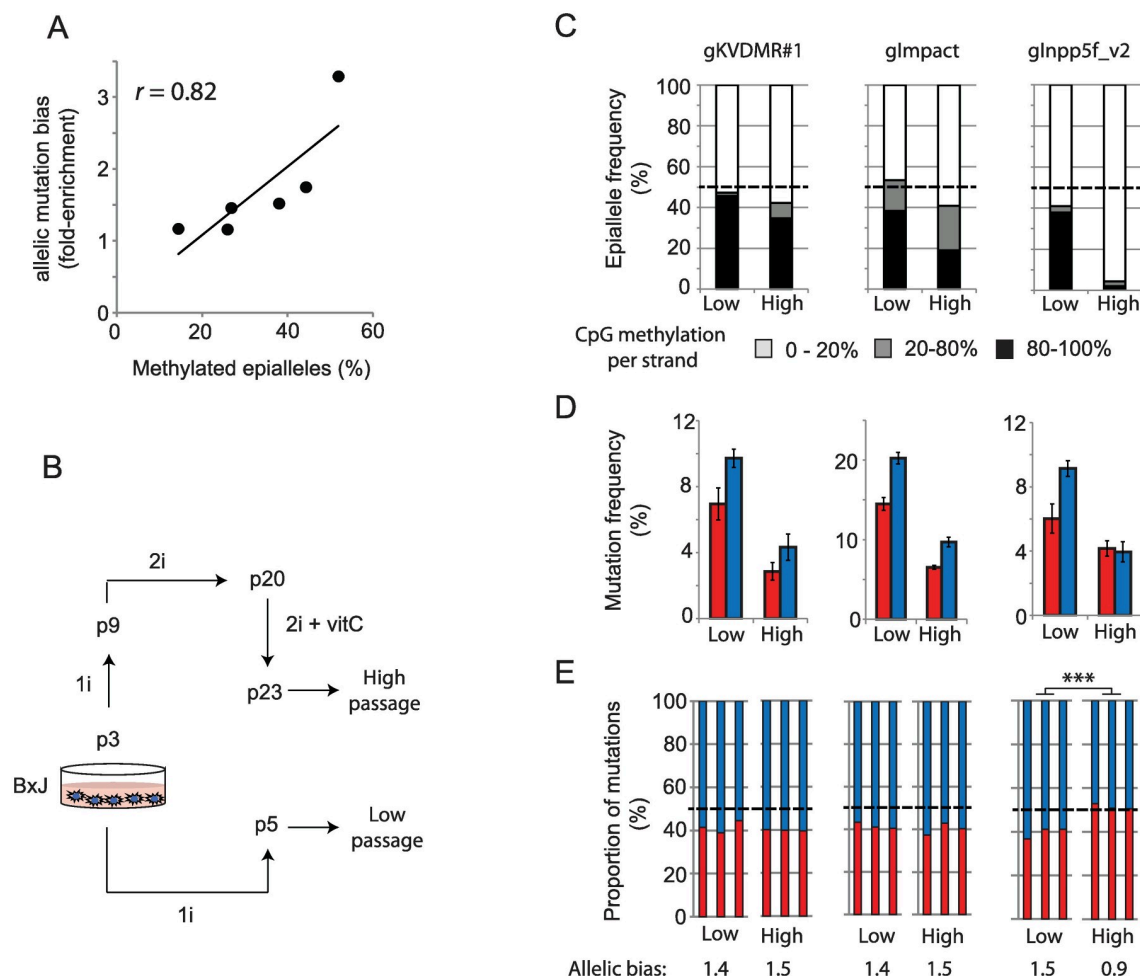 A
allelic mutation bias
(fold-enrichment)
3
2
1
0
r = 0.82
0
20
40
60
Methylated epialleles (%)
B
2i
p9
p20
1i
2i + vitC
p3
p23
High
passage
BxJ
p5
Low
passage
1i
C
gKVDMR#1
gImpact
gInpp5f_v2
Epiallele frequency
(%)
100
80
60
40
20
0
Low
High
Low
High
Low
High
CpG methylation
per strand
0 - 20%
20-80%
80-100%
D
Mutation frequency
(%)
12
8
4
0
20
10
0
12
8
4
0
Low
High
Low
High
Low
High
E
***
Proportion of mutations
(%)
100
80
60
40
20
0
Low
High
Low
High
Low
High
Allelic bias:
1.4
1.5
1.4
1.5
1.5
0.9